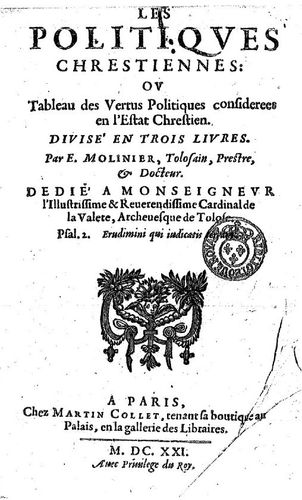 LES
POLITIQVES
CHRESTIENNES:
OV
Tableau des Vertus Politiques considerees
en l'Estat Chrestien.
DIVISE' EN TROIS LIVRES.
Par E. MOLINIER, Tolosain, Prestre,
& Docteur.
DEDIE' A MONSEIGNEVR
l'Illustrissime & Reuerendissime Cardinal de
la Valete, Archeuesque de Tolose.
Psal. 2. Erudimini qui iudicatis
A PARIS,
Chez MARTIN COLLET, tenant sa boutique au
Palais, en la gallerie des Libraires.
M. DC. XXI.
Auec Priuilege du Roy.